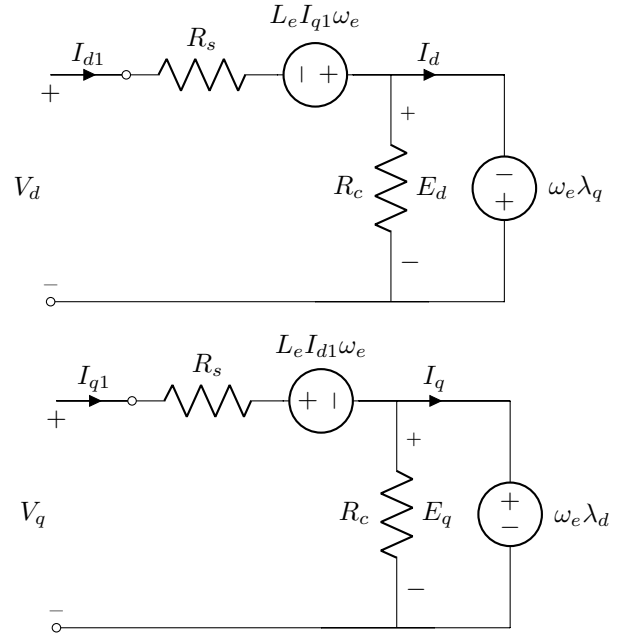 L_e I_{q1} ω_e
I_{d1} R_s − + I_d
+ +
V_d R_c E_d − + ω_e λ_q
− −
L_e I_{d1} ω_e
I_{q1} R_s + − I_q
+ +
V_q R_c E_q + − ω_e λ_d
− −